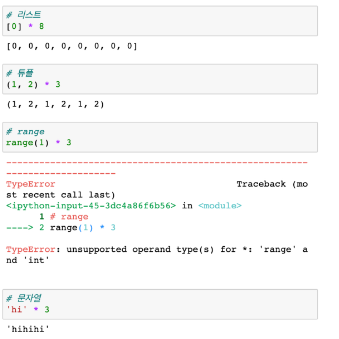 # 리스트
[0] * 8
[0, 0, 0, 0, 0, 0, 0, 0]
# 튜플
(1, 2) * 3
(1, 2, 1, 2, 1, 2)
# range
range(1) * 3
---------------------------------------------------------------------------
TypeError                                 Traceback (mo
st recent call last)
<ipython-input-45-3dc4a86f6b56> in <module>
      1 # range
----> 2 range(1) * 3
TypeError: unsupported operand type(s) for *: 'range' a
nd 'int'
# 문자열
'hi' * 3
'hihihi'